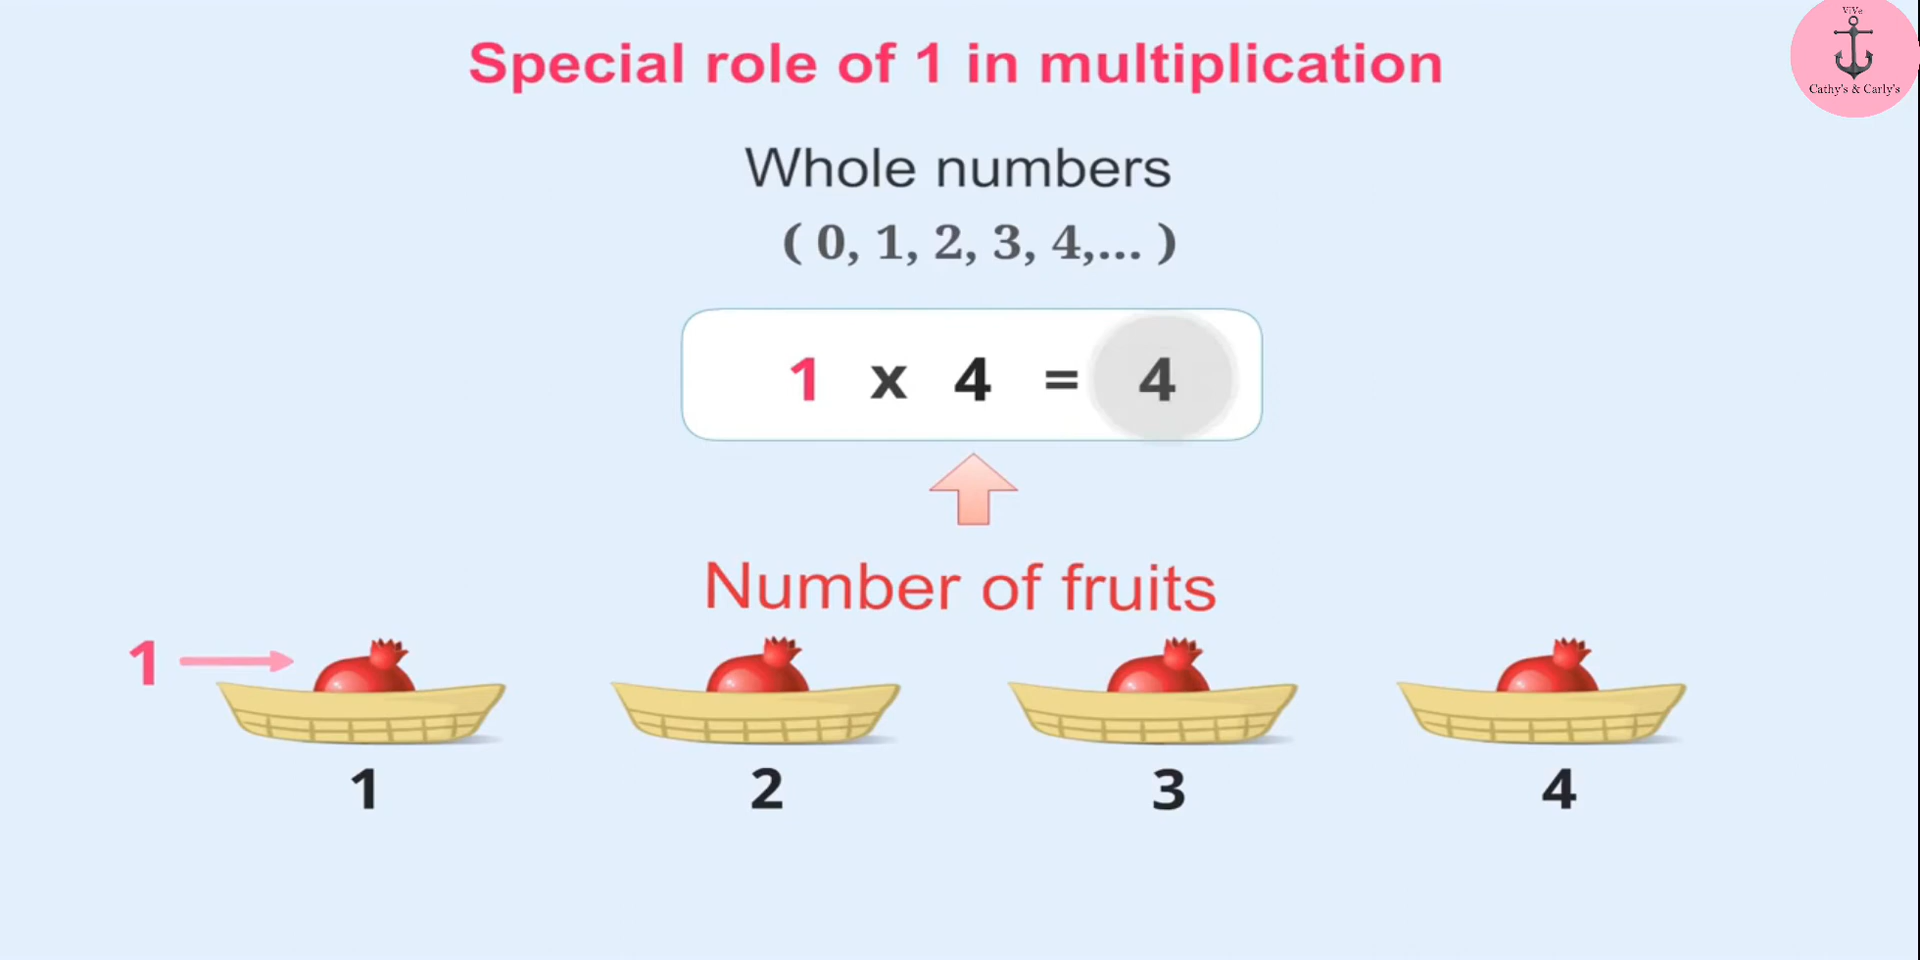 ViVe
Cathy's & Carly's
Special role of 1 in multiplication
Whole numbers
( 0, 1, 2, 3, 4,... )
1 x 4 = 4
Number of fruits
1
1 2 3 4